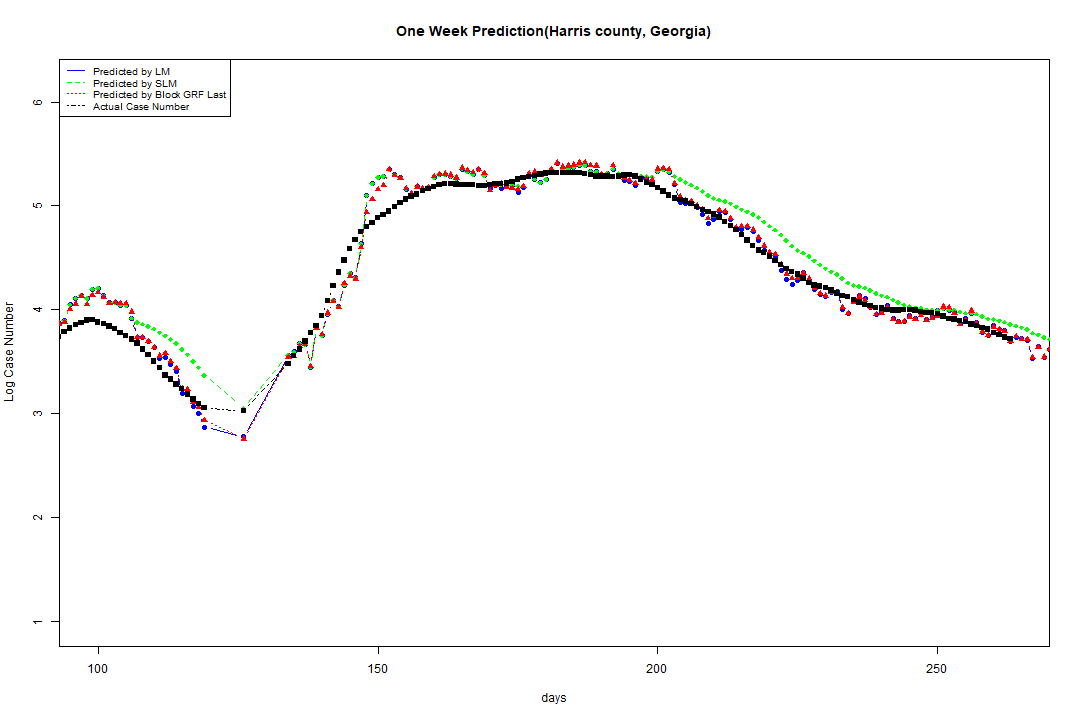 One Week Prediction(Harris county, Georgia)
Predicted by LM
Predicted by SLM
Predicted by Block GRF Last
Actual Case Number
6
5
4
3
2
1
Log Case Number
100 150 200 250
days